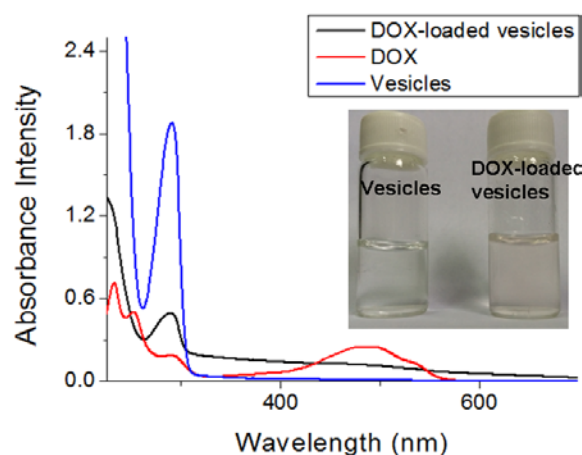 DOX-loaded vesicles
DOX
Vesicles
2.4
1.8
1.2
0.6
0.0
400
600
Absorbance Intensity
Wavelength (nm)
Vesicles
DOX-loaded
vesicles